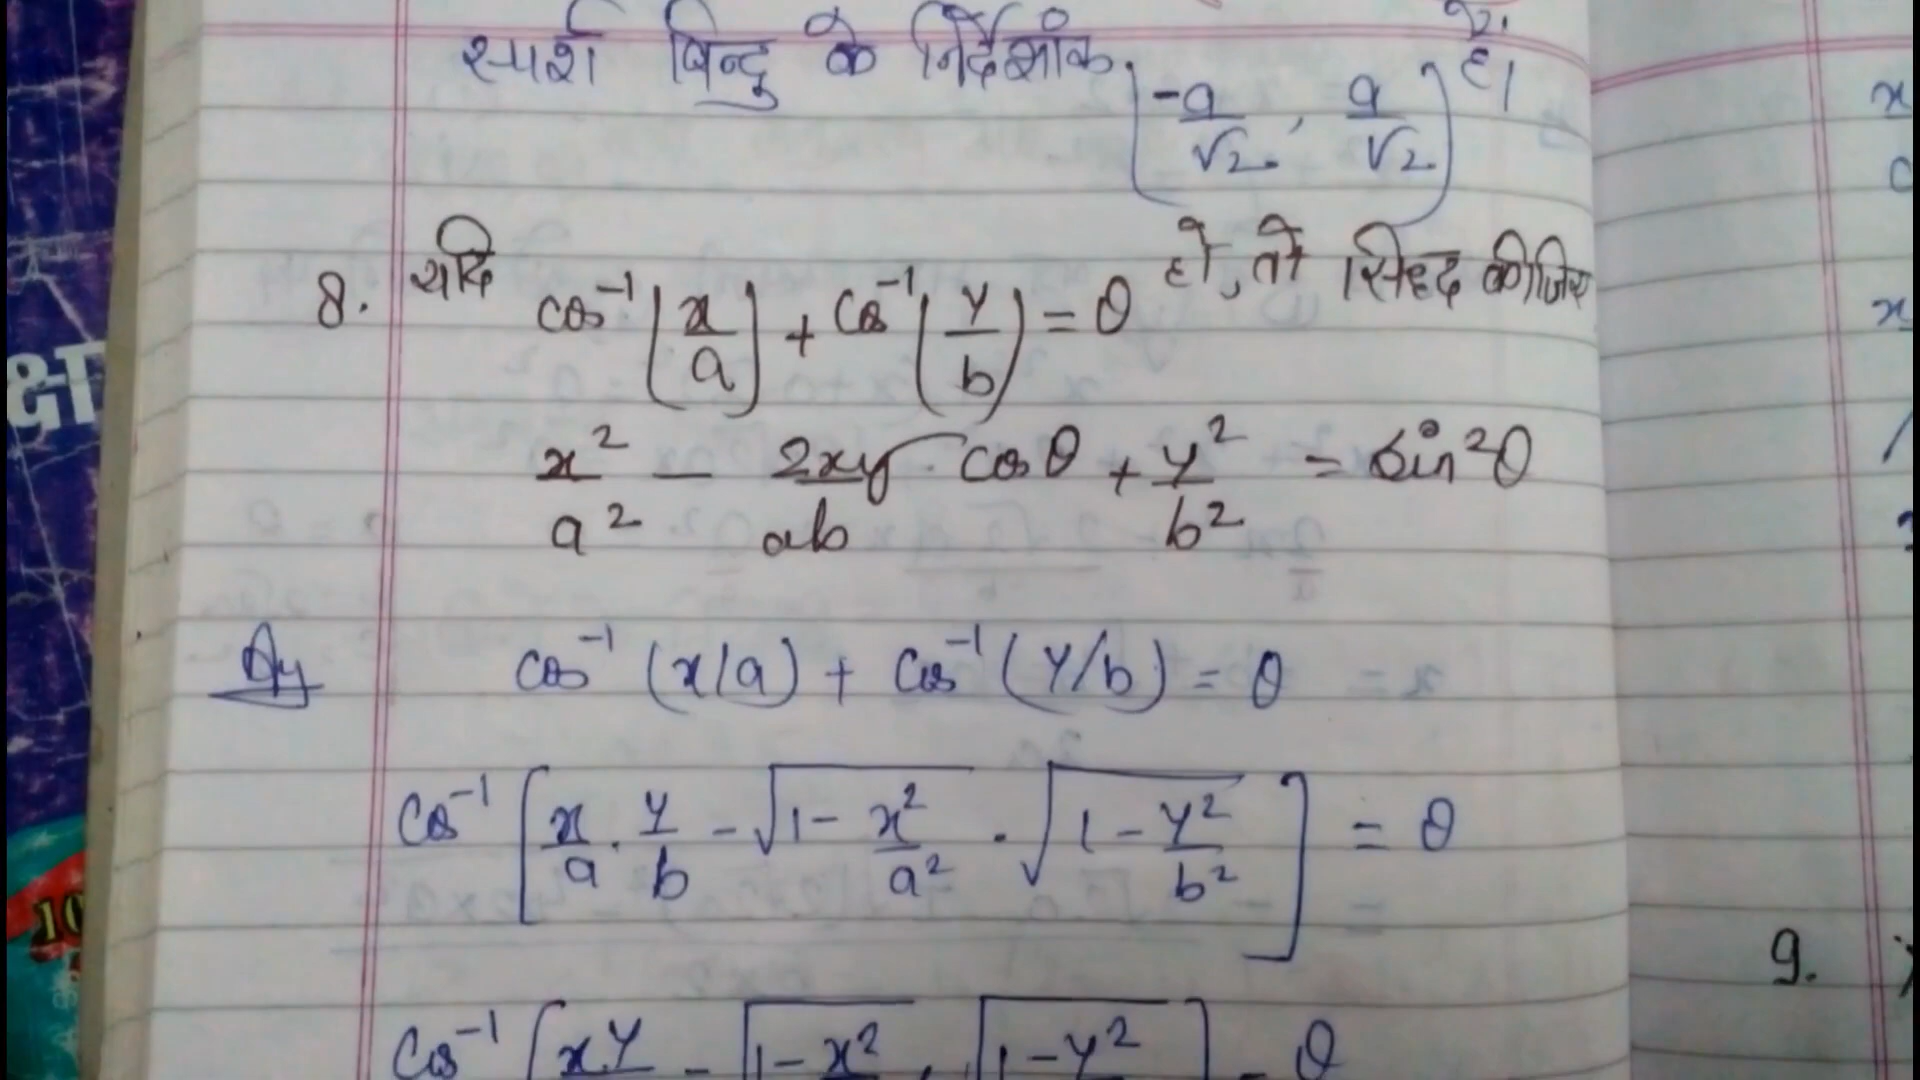 स्पर्श बिन्दु के निर्देशांक (-a/√2, a/√2) है।
8. यदि cos⁻¹(x/a) + cos⁻¹(y/b) = θ हो, तो सिद्ध कीजिए
x²/a² - 2xy/ab cosθ + y²/b² = sin²θ
cos⁻¹(x/a) + cos⁻¹(y/b) = θ
cos⁻¹[x/a . y/b - √1 - x²/a² . √1 - y²/b²] = θ
cos⁻¹[xy - √1-x² . √1-y²] = θ
9.